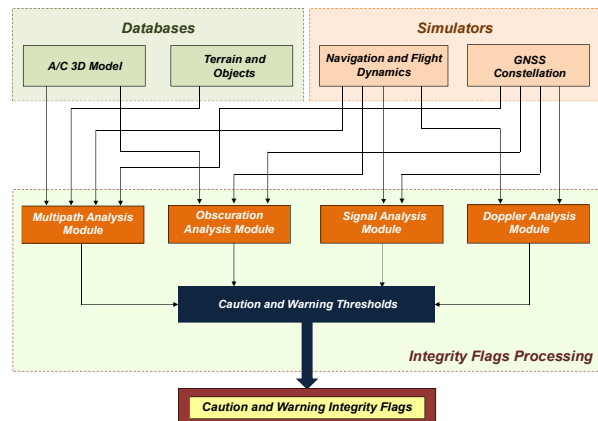 Databases
Simulators
A/C 3D Model
Terrain and
Objects
Navigation and Flight
Dynamics
GNSS
Constellation
Multipath Analysis
Module
Obscuration
Analysis Module
Signal Analysis
Module
Doppler Analysis
Module
Caution and Warning Thresholds
Integrity Flags Processing
Caution and Warning Integrity Flags